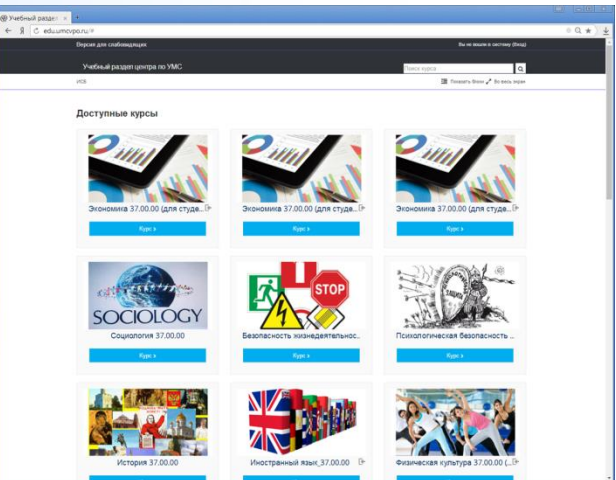 Учебный раздел
edu.umcvpo.ru/#
Версия для слабовидящих
Вы не вошли в систему (Вход)
Учебный раздел центра по УМС
Поиск курса
ИСБ
Показать блоки
Во весь экран
Доступные курсы
Экономика 37.00.00 (для студе...
Экономика 37.00.00 (для студе...
Экономика 37.00.00 (для студе...
Курс
Курс
Курс
SOCIOLOGY
STOP
ЗАЩИТА
Социология 37.00.00
Безопасность жизнедеятельнос...
Психологическая безопасность ...
Курс
Курс
Курс
История 37.00.00
Иностранный язык_37.00.00
Физическая культура 37.00.00 (...